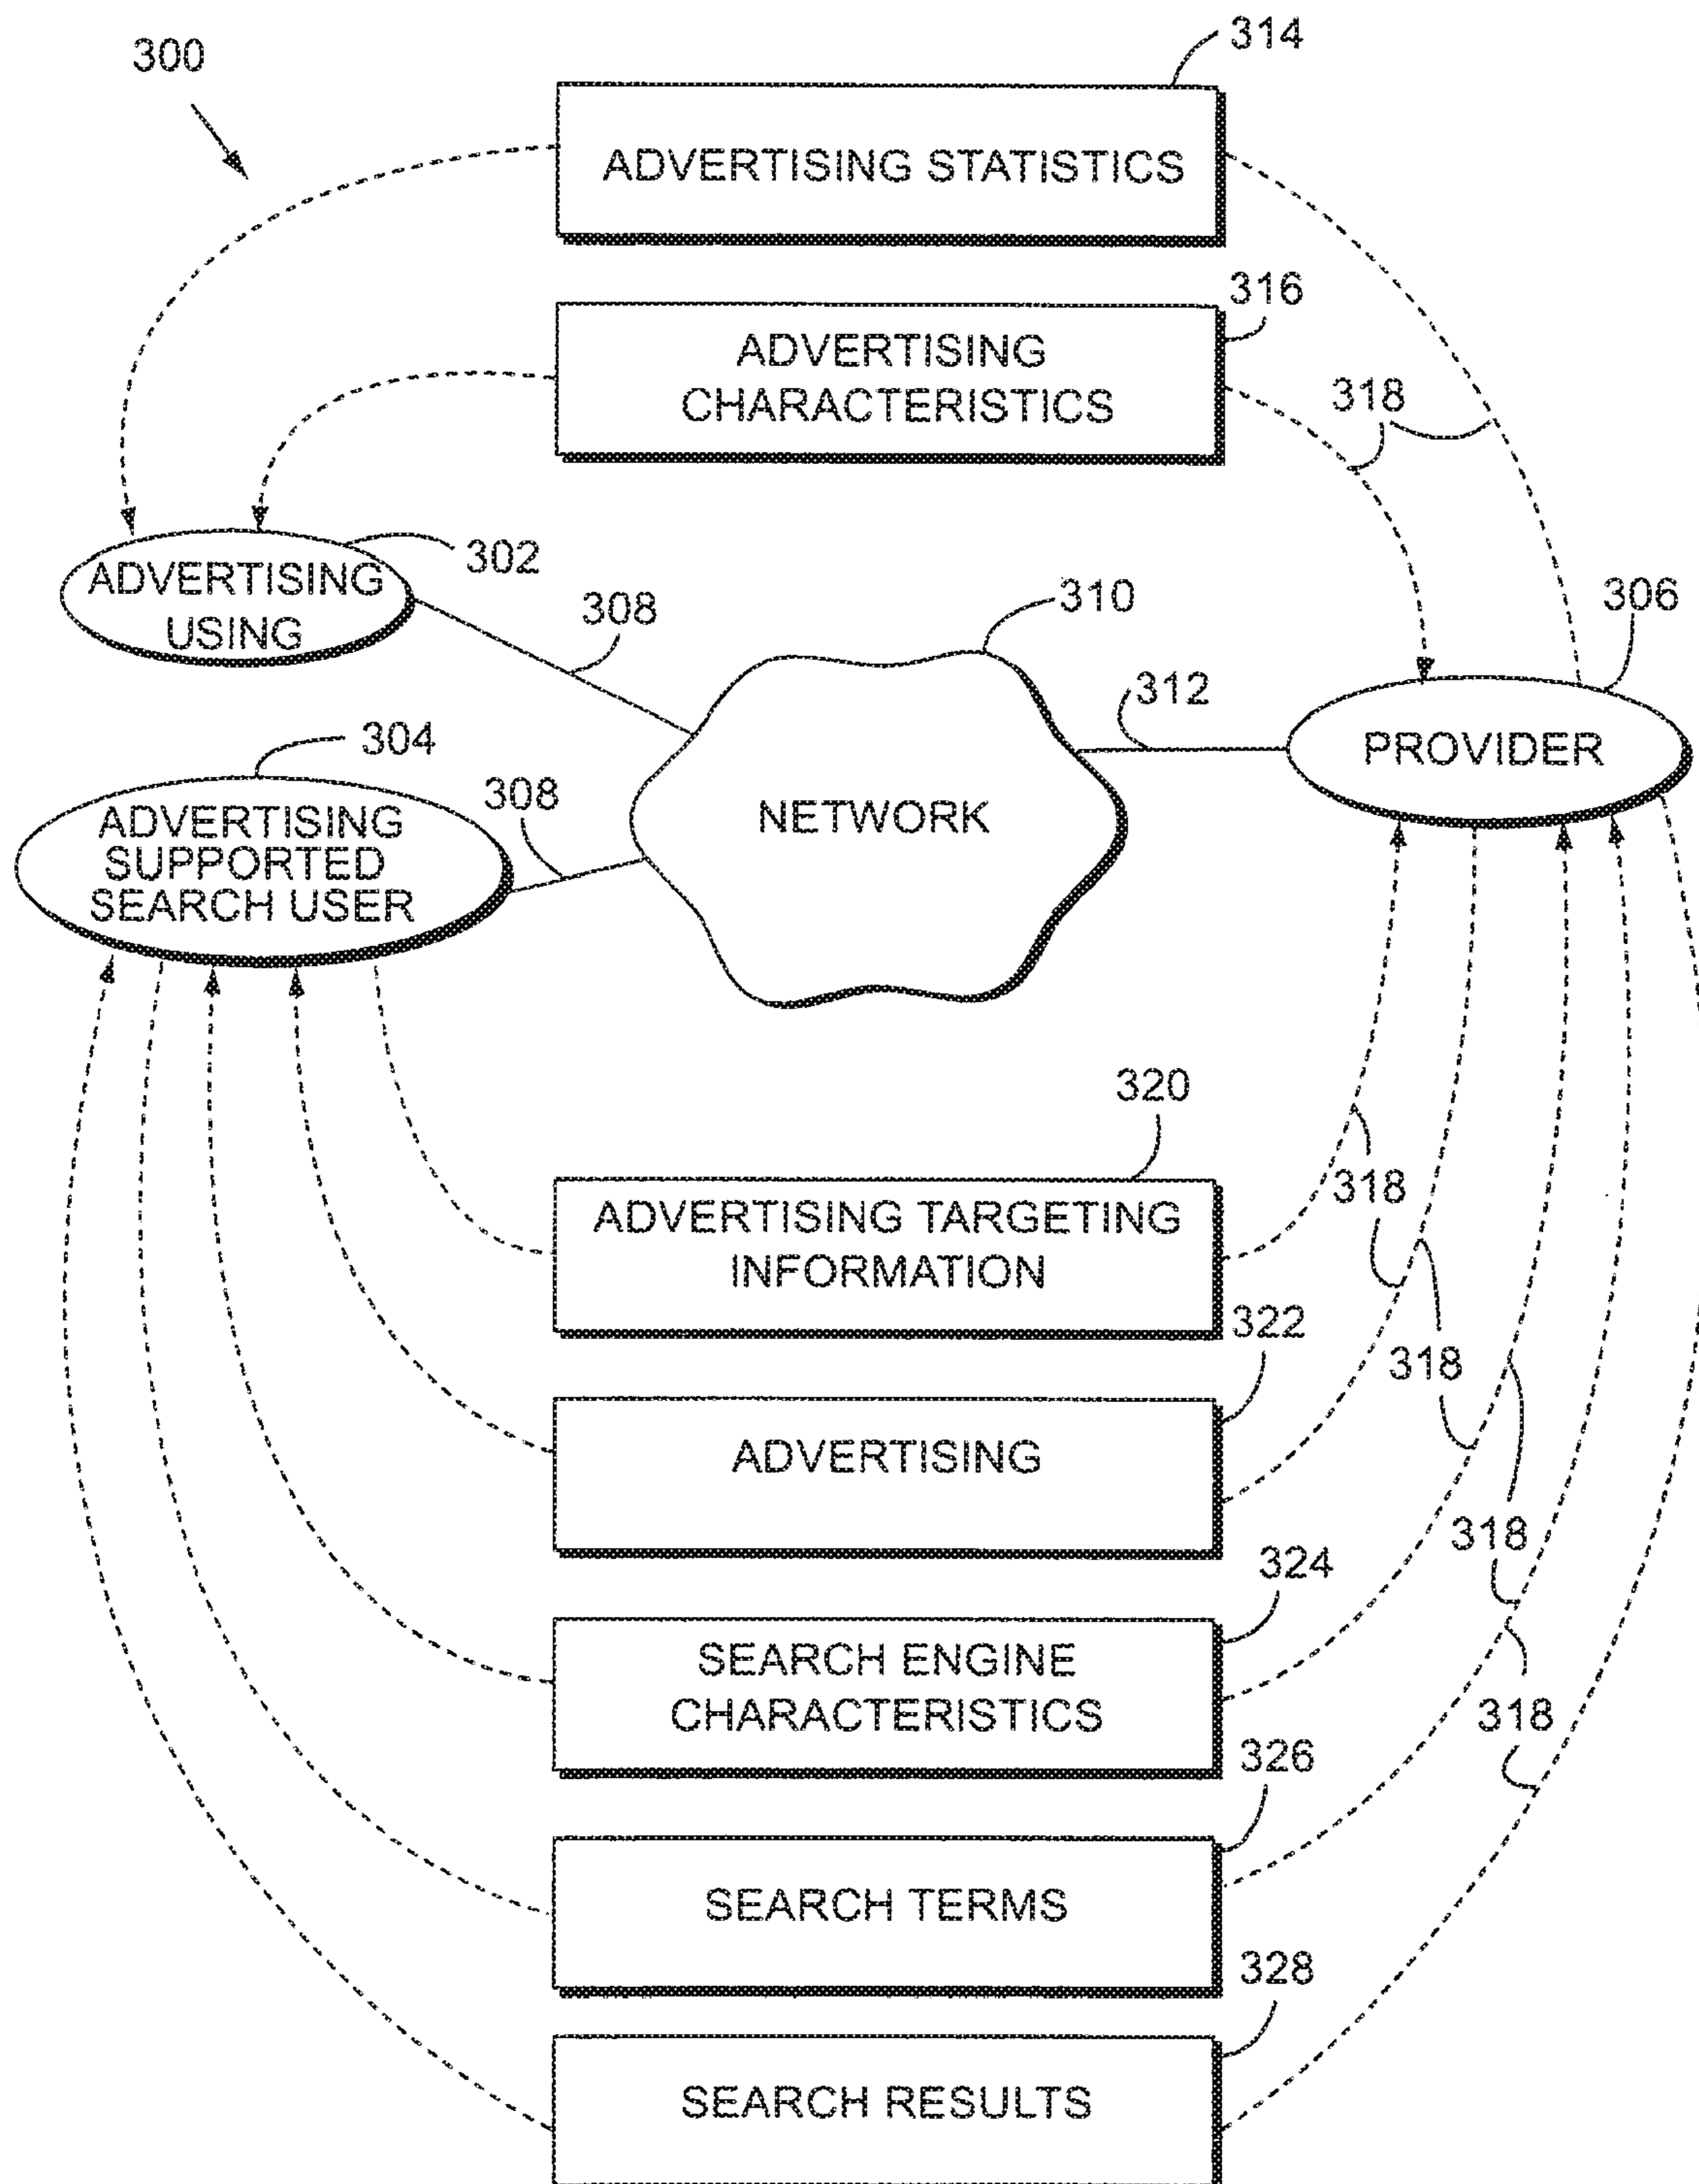 300
314
ADVERTISING STATISTICS
316
ADVERTISING
CHARACTERISTICS
318
302
ADVERTISING
USING
308
310
306
312
PROVIDER
304
ADVERTISING
SUPPORTED
SEARCH USER
308
NETWORK
320
318
ADVERTISING TARGETING
INFORMATION
322
318
ADVERTISING
318
324
SEARCH ENGINE
CHARACTERISTICS
318
326
SEARCH TERMS
328
SEARCH RESULTS